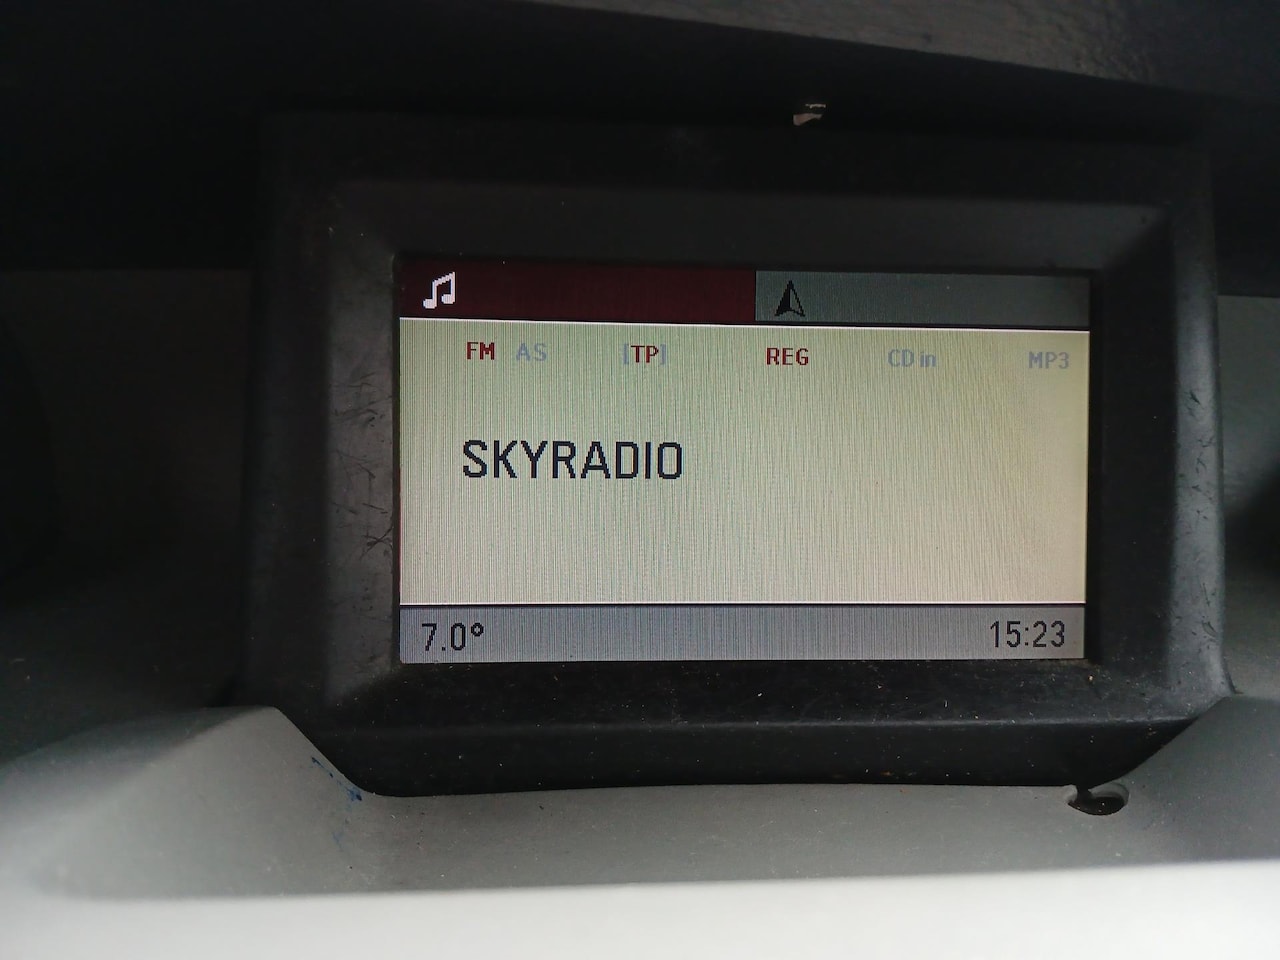 FM AS [TP] REG CD in MP3
SKYRADIO
7.0° 15:23